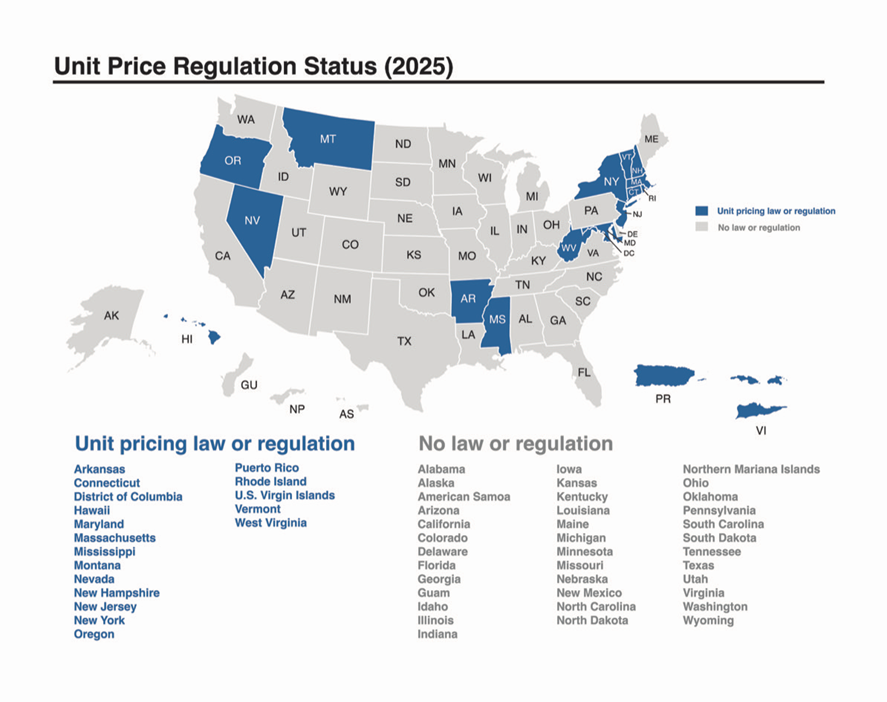 Unit Price Regulation Status (2025)
WA
MT
ND
MN
ME
OR
ID
WY
SD
WI
MI
NY
VT
NH
MA
CT
RI
NV
UT
CO
NE
IA
IL
IN
OH
PA
NJ
DE
MD
DC
CA
KS
MO
KY
WV
VA
AZ
NM
OK
AR
TN
NC
SC
TX
LA
MS
AL
GA
FL
AK
HI
GU
NP
AS
PR
VI
Unit pricing law or regulation
No law or regulation
Unit pricing law or regulation
Arkansas
Connecticut
District of Columbia
Hawaii
Maryland
Massachusetts
Mississippi
Montana
Nevada
New Hampshire
New Jersey
New York
Oregon
Puerto Rico
Rhode Island
U.S. Virgin Islands
Vermont
West Virginia
No law or regulation
Alabama
Alaska
American Samoa
Arizona
California
Colorado
Delaware
Florida
Georgia
Guam
Idaho
Illinois
Indiana
Iowa
Kansas
Kentucky
Louisiana
Maine
Michigan
Minnesota
Missouri
Nebraska
New Mexico
North Carolina
North Dakota
Northern Mariana Islands
Ohio
Oklahoma
Pennsylvania
South Carolina
South Dakota
Tennessee
Texas
Utah
Virginia
Washington
Wyoming